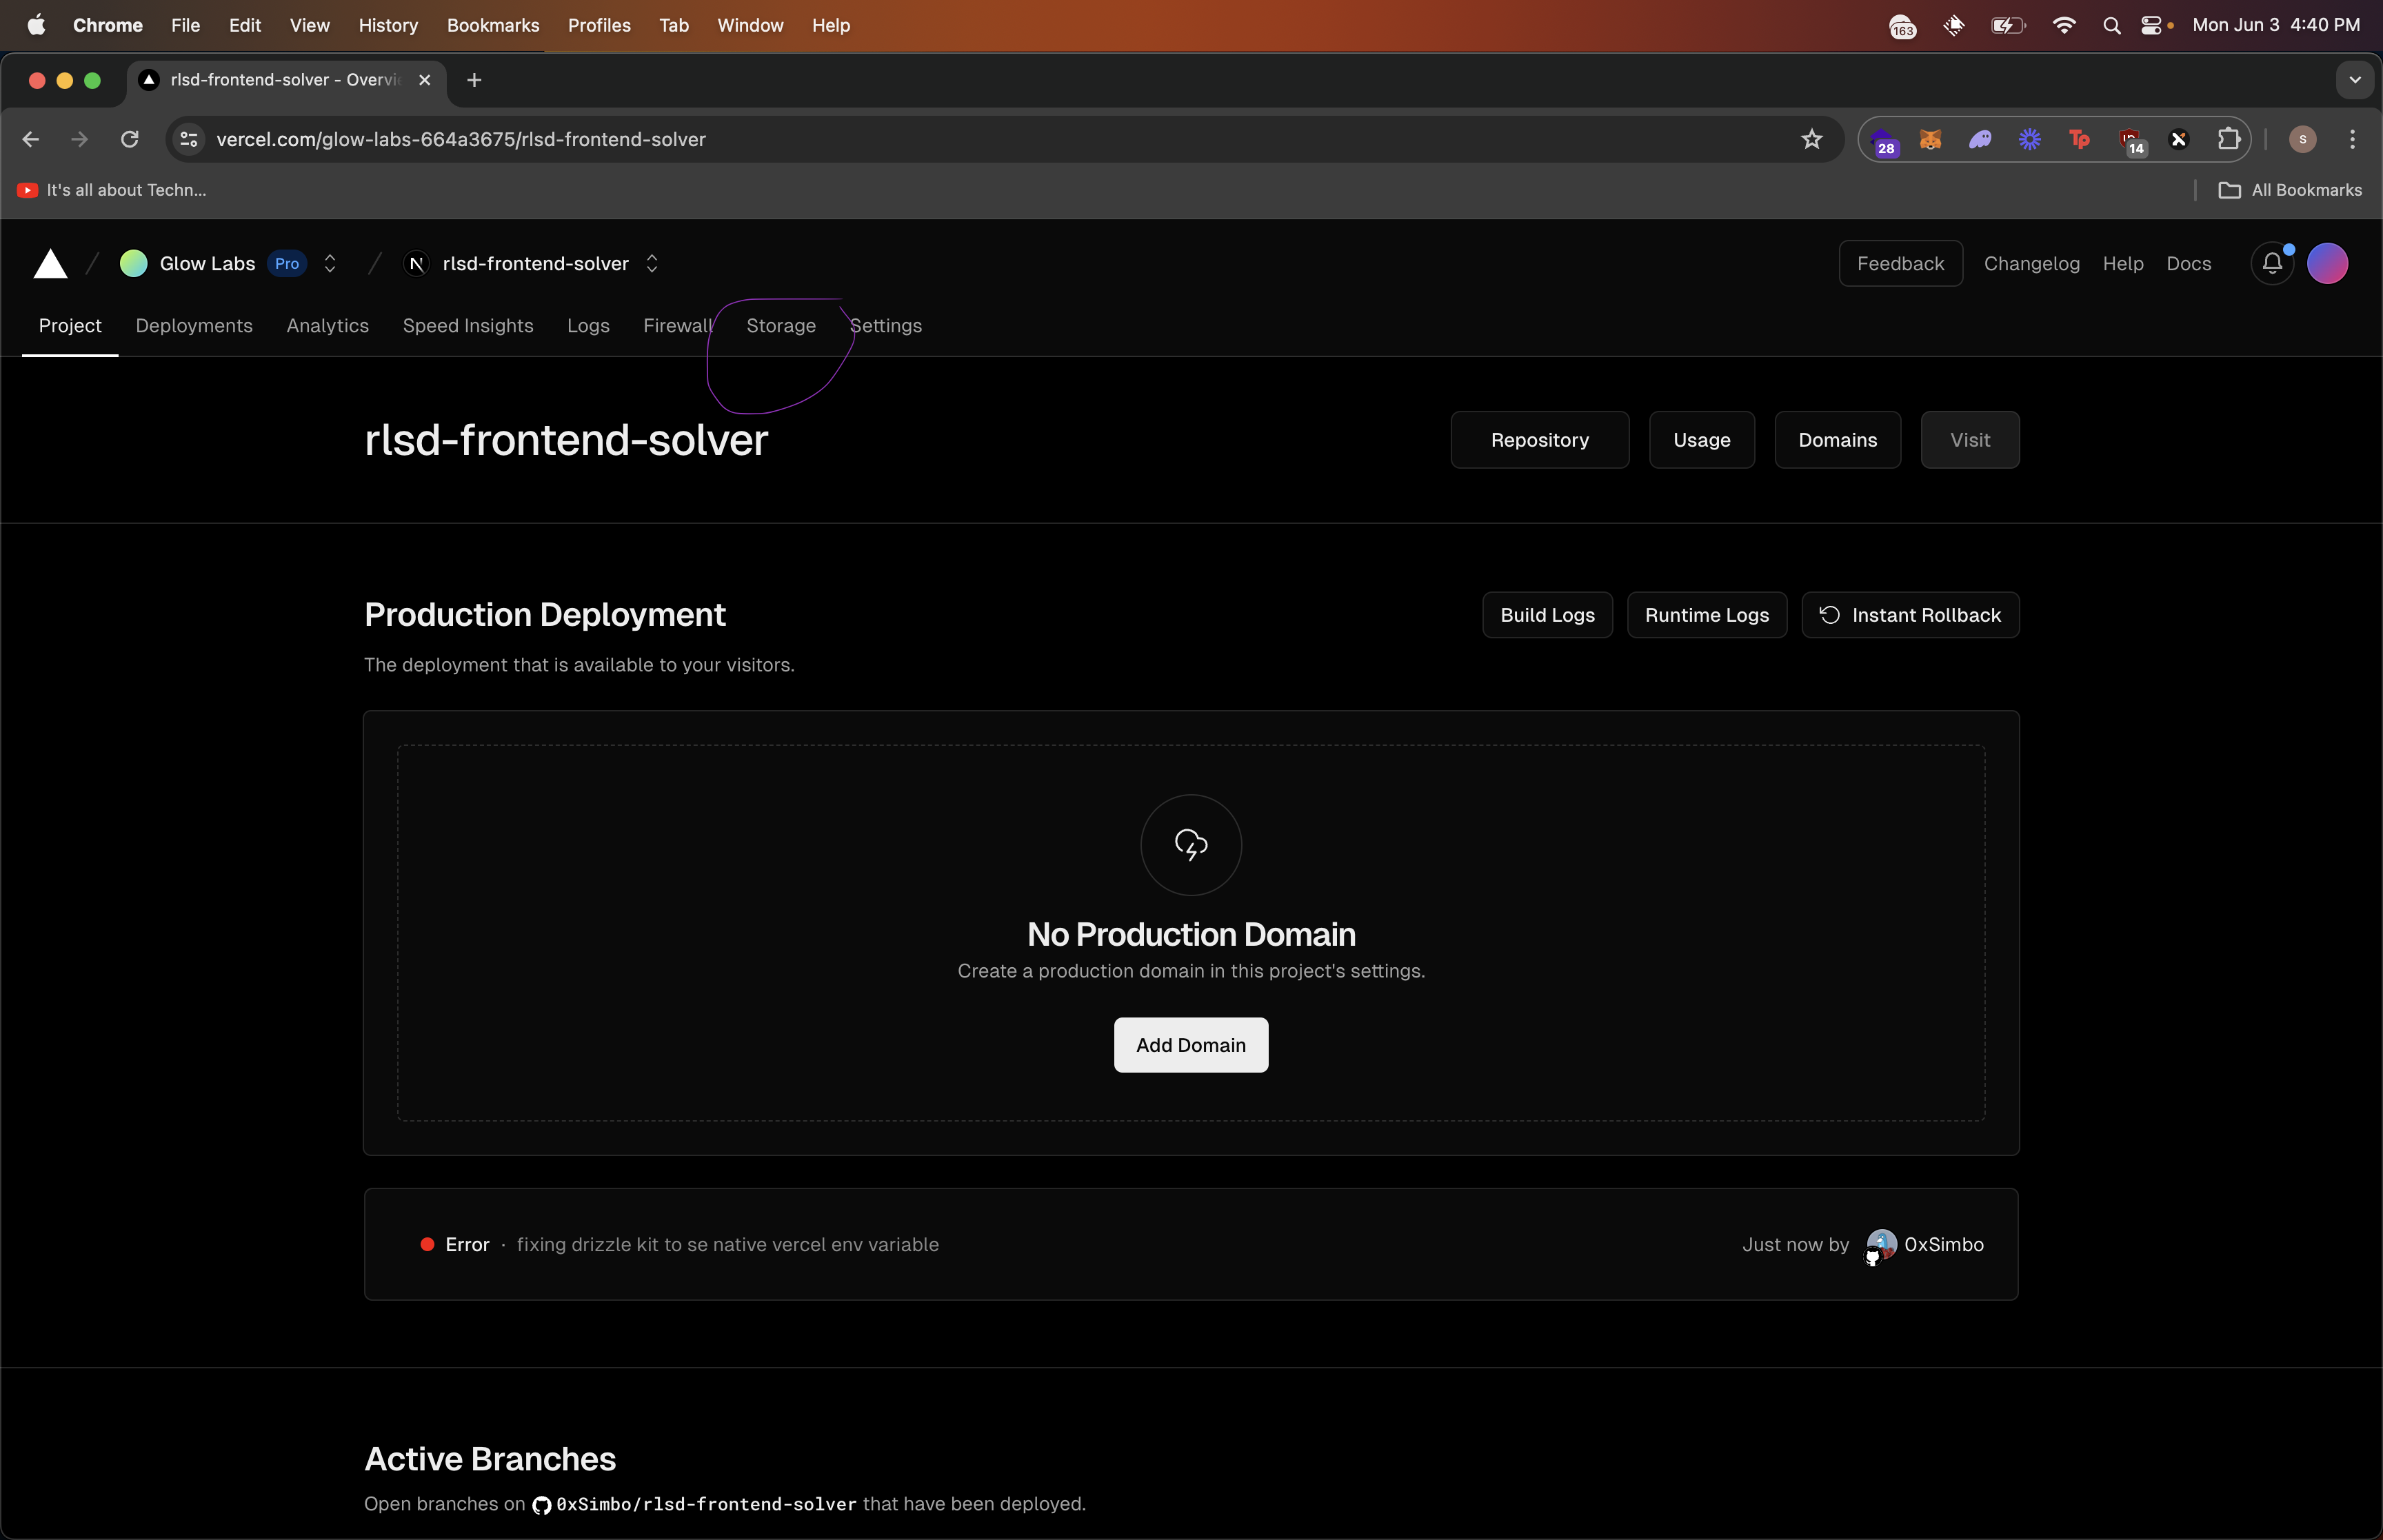 Chrome File Edit View History Bookmarks Profiles Tab Window Help 163 Mon Jun 3 4:40 PM
rlsd-frontend-solver - Overvi
vercel.com/glow-labs-664a3675/rlsd-frontend-solver 28 Tp 14 S
It's all about Techn... All Bookmarks
Glow Labs Pro N rlsd-frontend-solver Feedback Changelog Help Docs
Project Deployments Analytics Speed Insights Logs Firewall Storage Settings
rlsd-frontend-solver Repository Usage Domains Visit
Production Deployment Build Logs Runtime Logs Instant Rollback
The deployment that is available to your visitors.
No Production Domain
Create a production domain in this project's settings.
Add Domain
Error · fixing drizzle kit to se native vercel env variable Just now by 0xSimbo
Active Branches
Open branches on 0xSimbo/rlsd-frontend-solver that have been deployed.